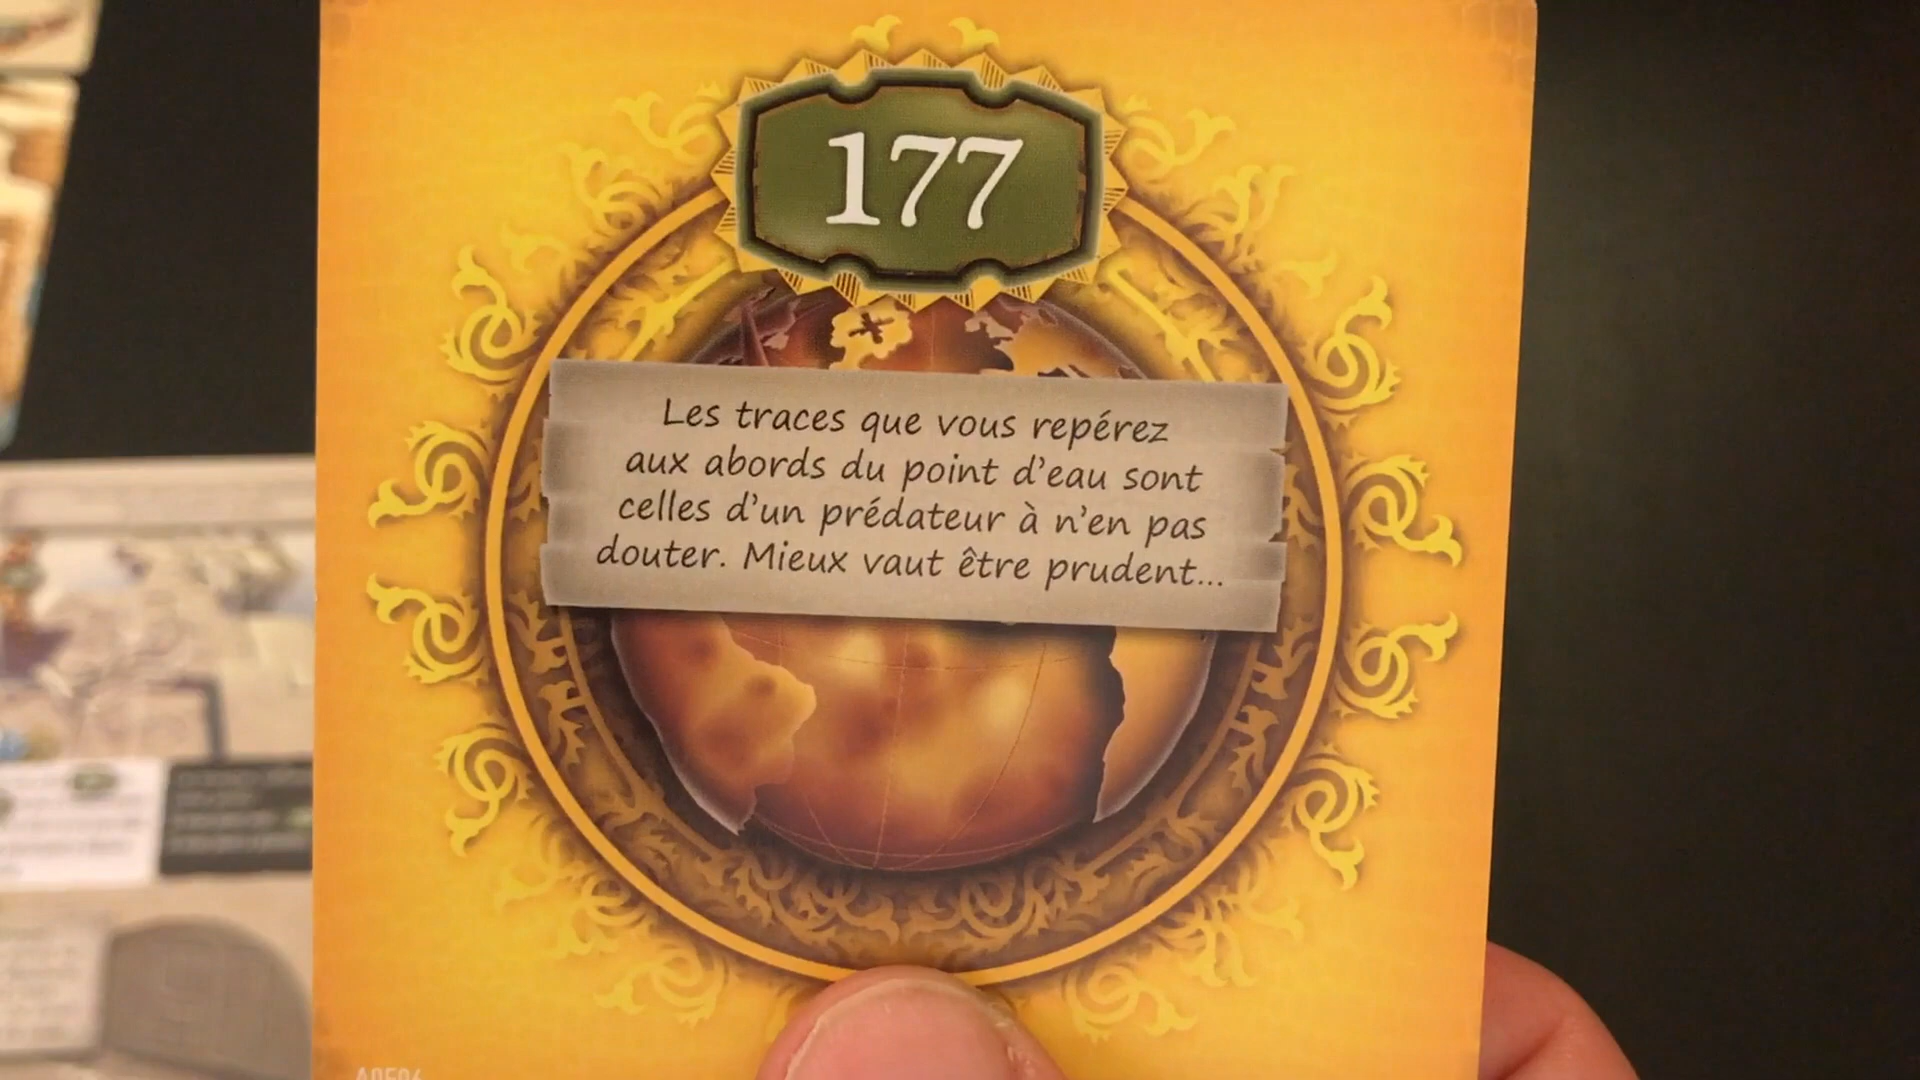 177
Les traces que vous repérez
aux abords du point d'eau sont
celles d'un prédateur à n'en pas
douter. Mieux vaut être prudent...